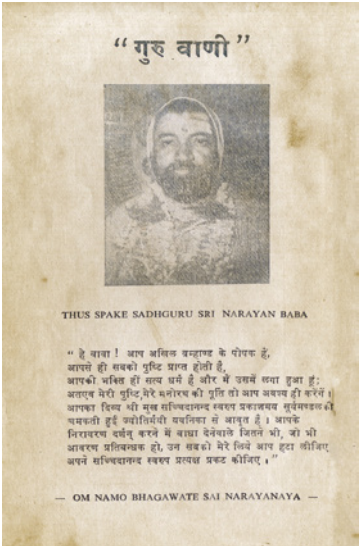 “ गुरु वाणी ”
THUS SPAKE SADHGURU SRI NARAYAN BABA
“ हे बाबा ! आप अखिल ब्रम्हाण्ड के पोषक है,
आपसे ही सबको पुष्टि प्राप्त होती है,
आपकी भक्ति ही सत्य धर्म है और मैं उसमें लगा हुआ हूं;
अतएव मेरी पुष्टि,मेरे मनोरथ की पूर्ति तो आप अवश्य ही करेगें ।
आपका दिव्य श्री मुख सच्चिदानन्द स्वरुप प्रकाशमय सूर्यमण्डलकी
चमकती हुई ज्योतिर्मयी यवनिका से आवृत है । आपके
निरावरण दर्शन करने में बाधा देनेवाले जितने भी, जो भी
आवरण प्रतिबन्धक हो, उन सबको मेरे लिये आप हटा लीजिए
अपने सच्चिदानन्द स्वरुप प्रत्यक्ष प्रकट कीजिए । ”
— OM NAMO BHAGAWATE SAI NARAYANAYA —